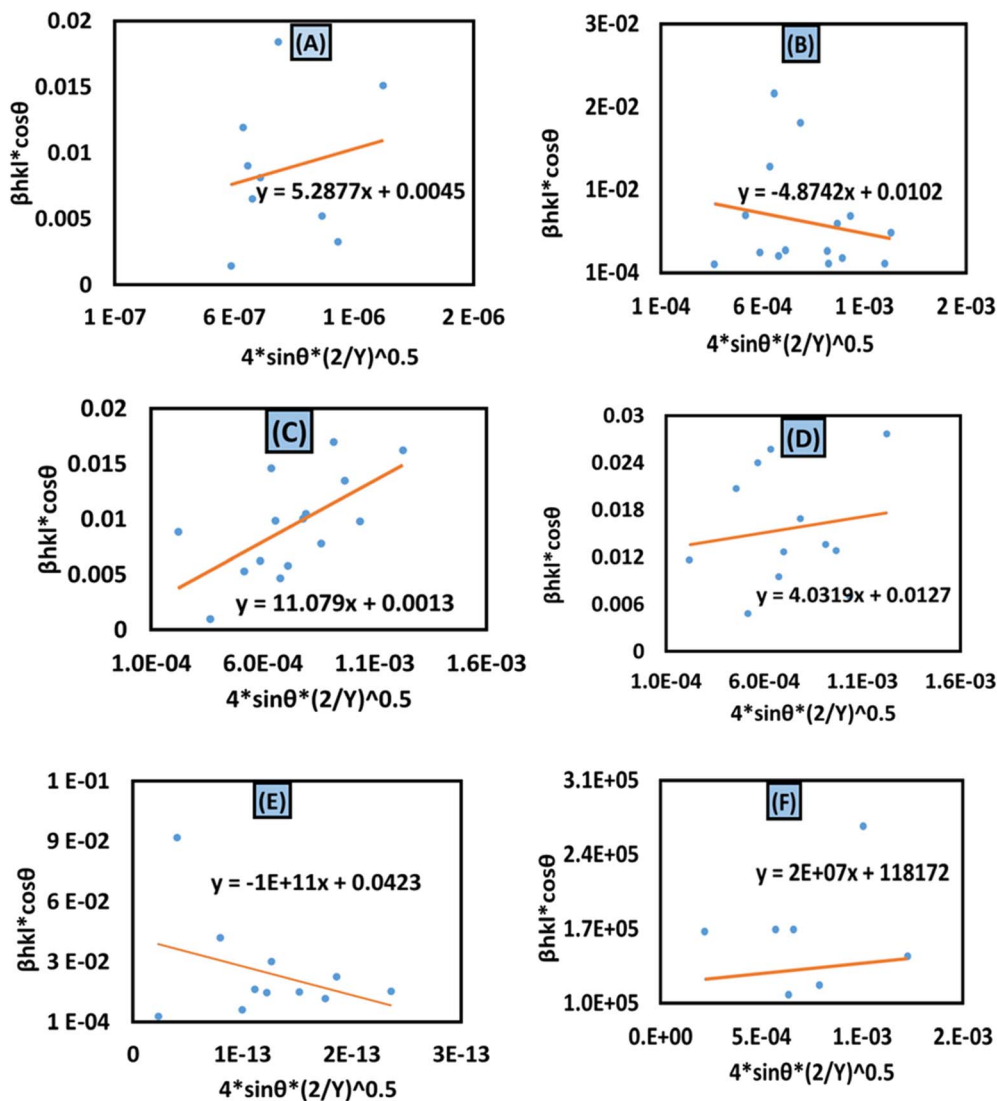 (A)
0.02
0.015
0.01
0.005
0
βhkl*cosθ
y = 5.2877x + 0.0045
1 E-07
6 E-07
1 E-06
2 E-06
4*sinθ*(2/Y)^0.5
(B)
3E-02
2E-02
1E-02
1E-04
βhkl*cosθ
y = -4.8742x + 0.0102
1 E-04
6 E-04
1 E-03
2 E-03
4*sinθ*(2/Y)^0.5
(C)
0.02
0.015
0.01
0.005
0
βhkl*cosθ
y = 11.079x + 0.0013
1.0E-04
6.0E-04
1.1E-03
1.6E-03
4*sinθ*(2/Y)^0.5
(D)
0.03
0.024
0.018
0.012
0.006
0
βhkl*cosθ
y = 4.0319x + 0.0127
1.0E-04
6.0E-04
1.1E-03
1.6E-03
4*sinθ*(2/Y)^0.5
(E)
1 E-01
9 E-02
6 E-02
3 E-02
1 E-04
βhkl*cosθ
y = -1E+11x + 0.0423
0
1E-13
2E-13
3E-13
4*sinθ*(2/Y)^0.5
(F)
3.1E+05
2.4E+05
1.7E+05
1.0E+05
βhkl*cosθ
y = 2E+07x + 118172
0.E+00
5.E-04
1.E-03
2.E-03
4*sinθ*(2/Y)^0.5